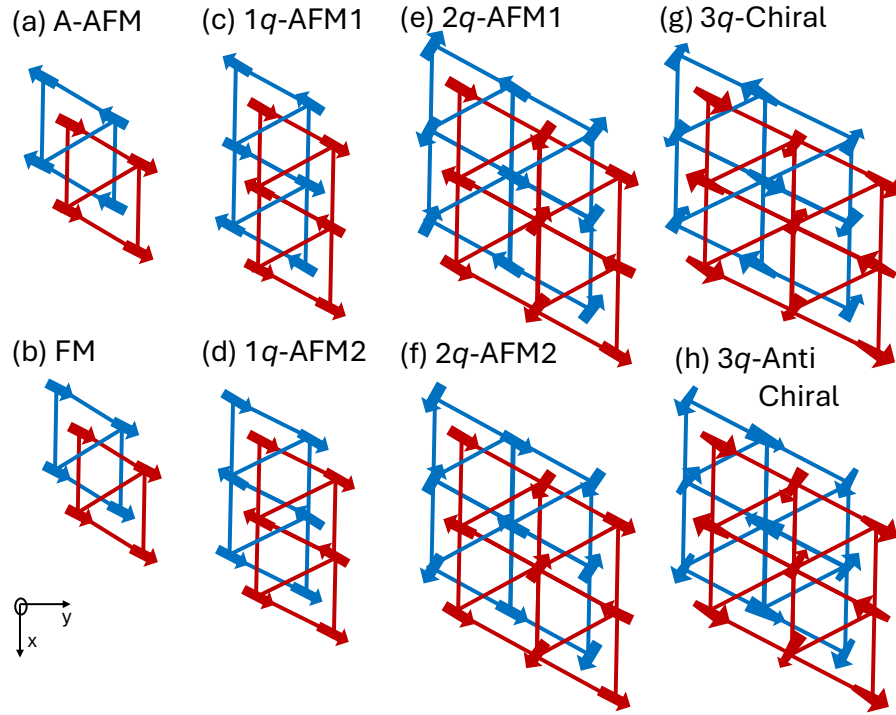 (a) A-AFM
(c) 1q-AFM1
(e) 2q-AFM1
(g) 3q-Chiral
(b) FM
(d) 1q-AFM2
(f) 2q-AFM2
(h) 3q-Anti
Chiral
y
x